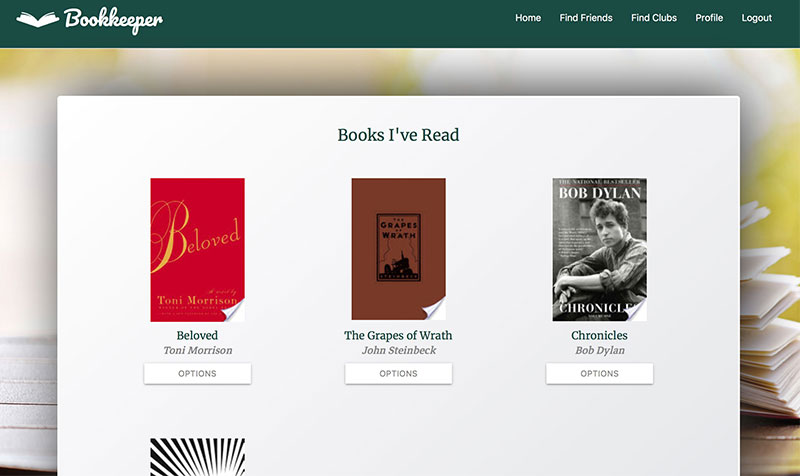 Bookkeeper
Home Find Friends Find Clubs Profile Logout
Books I've Read
Beloved
A novel by
Toni Morrison
Beloved
Toni Morrison
OPTIONS
THE GRAPES
OF
WRATH
STEINBECK
The Grapes of Wrath
John Steinbeck
OPTIONS
THE NATIONAL BESTSELLER
BOB DYLAN
CHRONICLES
VOLUME ONE
Chronicles
Bob Dylan
OPTIONS